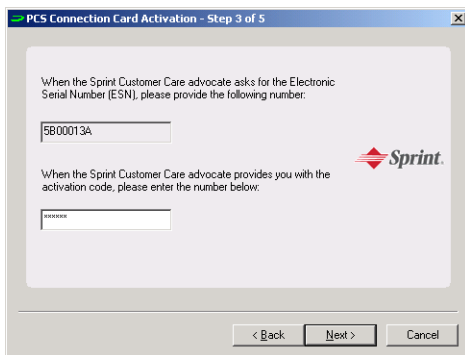 PCS Connection Card Activation - Step 3 of 5
When the Sprint Customer Care advocate asks for the Electronic
Serial Number (ESN), please provide the following number:
5B00013A
Sprint.
When the Sprint Customer Care advocate provides you with the
activation code, please enter the number below:
××××××
< Back
Next >
Cancel